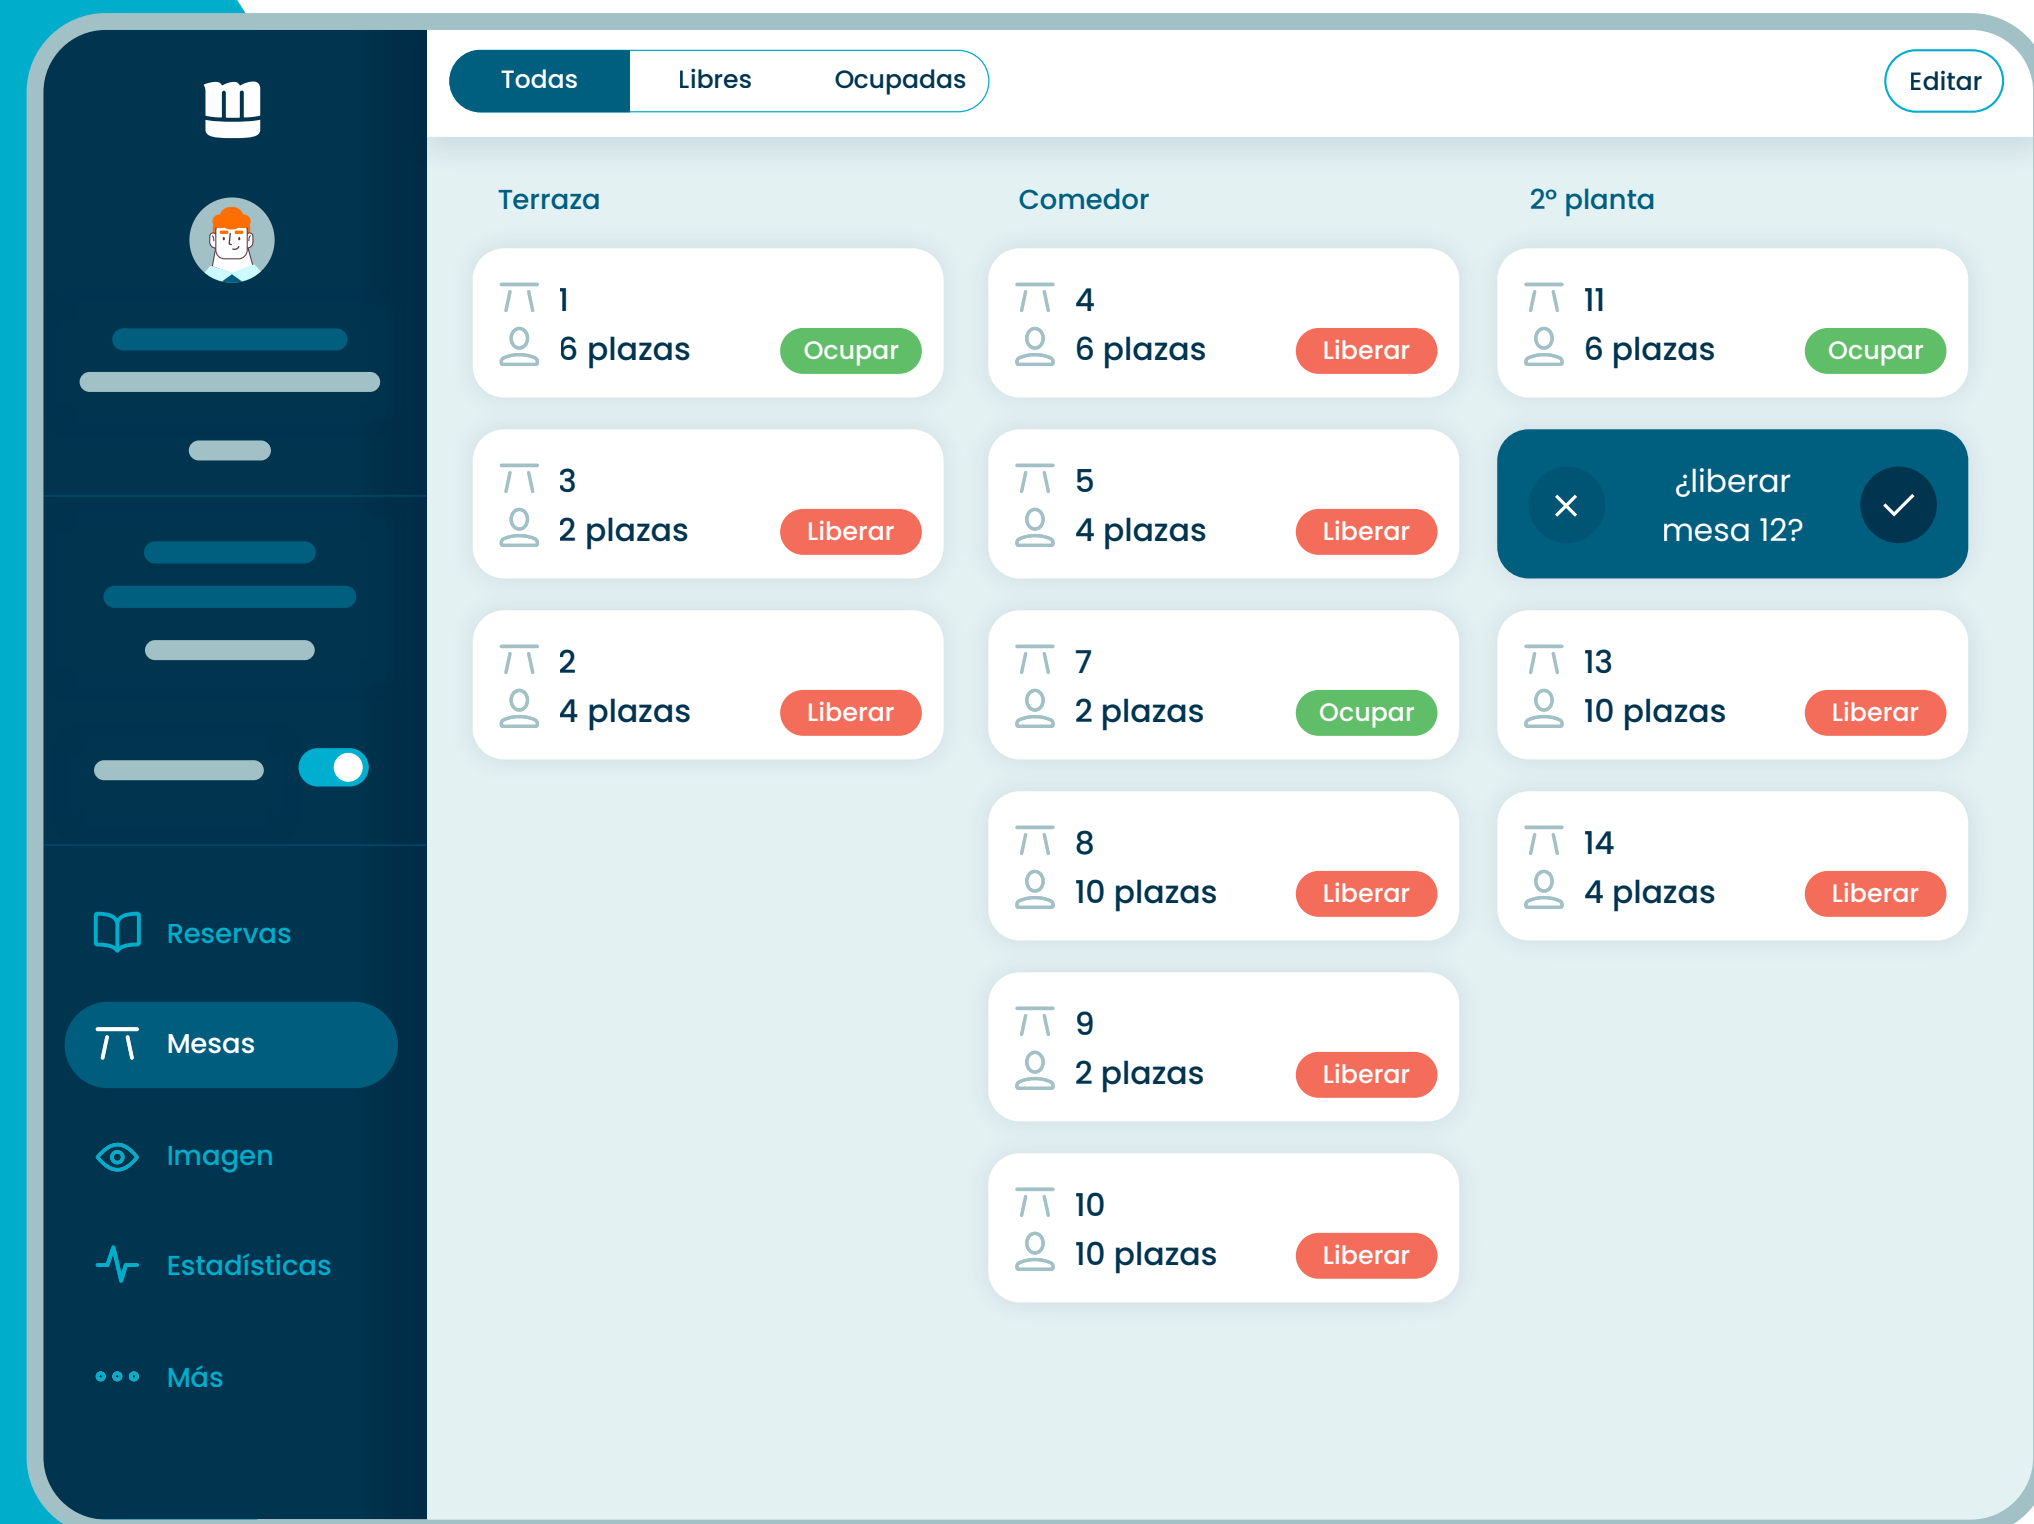 Todas
Libres
Ocupadas
Editar
Reservas
Mesas
Imagen
Estadísticas
Más
Terraza
1
6 plazas
Ocupar
3
2 plazas
Liberar
2
4 plazas
Liberar
Comedor
4
6 plazas
Liberar
5
4 plazas
Liberar
7
2 plazas
Ocupar
8
10 plazas
Liberar
9
2 plazas
Liberar
10
10 plazas
Liberar
2º planta
11
6 plazas
Ocupar
¿liberar
mesa 12?
13
10 plazas
Liberar
14
4 plazas
Liberar